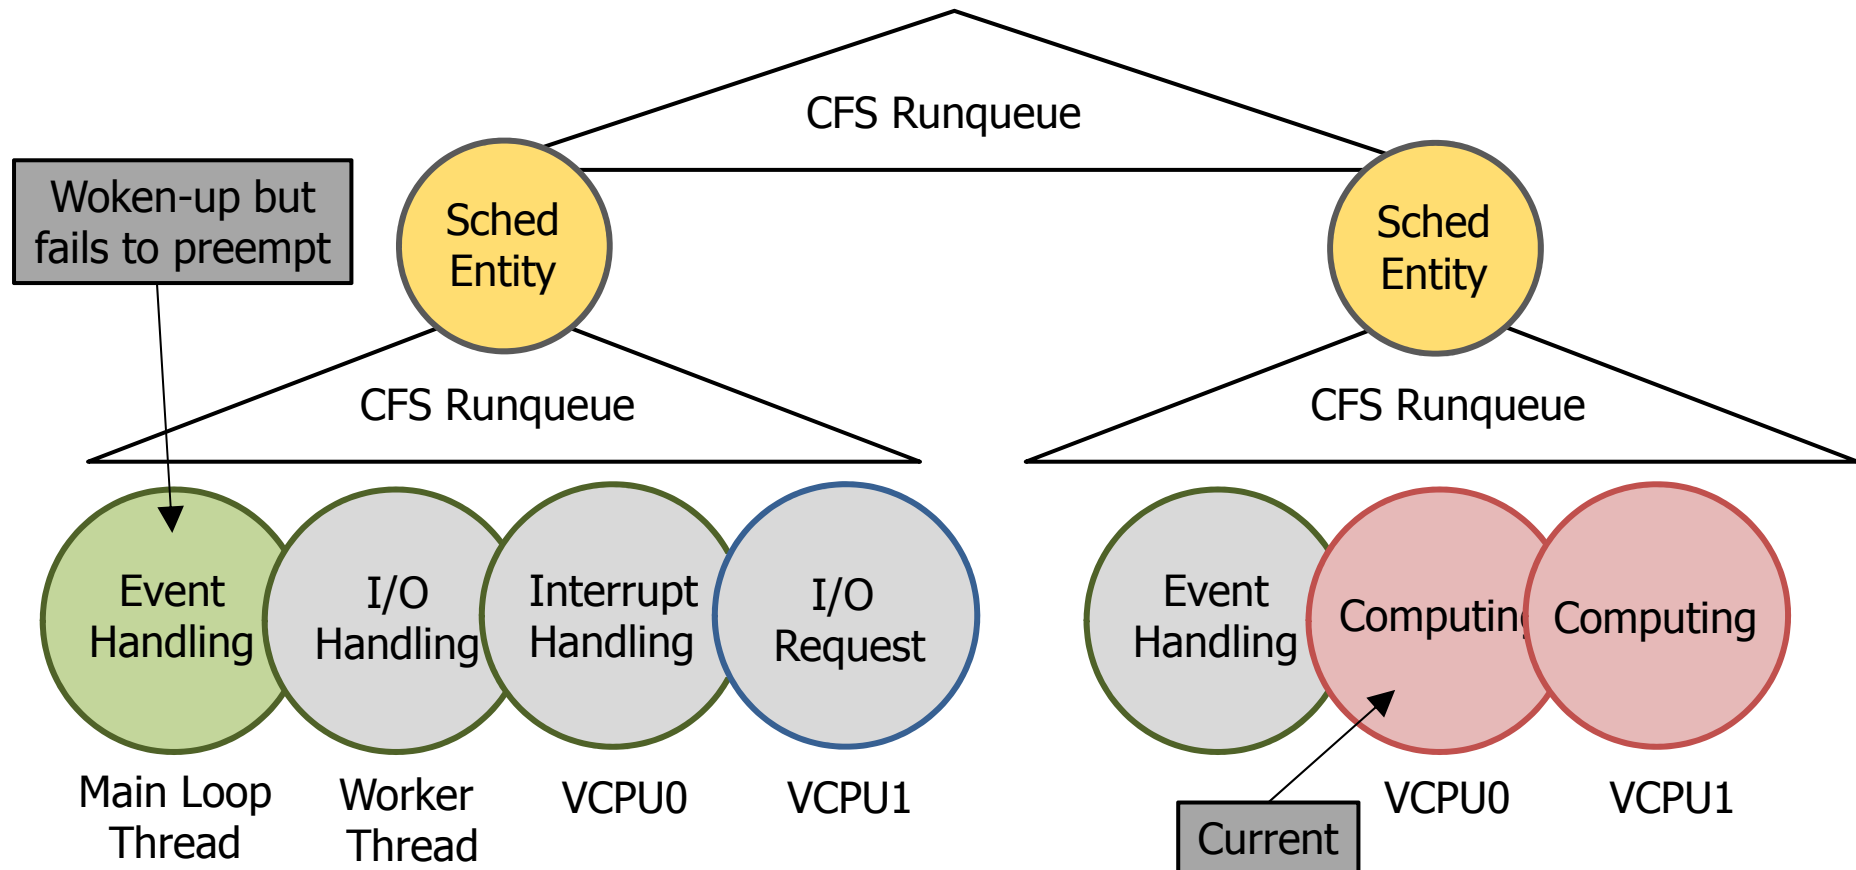 CFS Runqueue
Woken-up but
fails to preempt
Sched
Entity
Sched
Entity
CFS Runqueue
CFS Runqueue
Event
Handling
I/O
Handling
Interrupt
Handling
I/O
Request
Event
Handling
Computing
Computing
Main Loop
Thread
Worker
Thread
VCPU0
VCPU1
Current
VCPU0
VCPU1